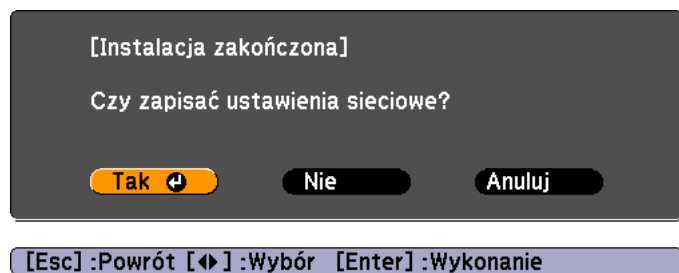 [Instalacja zakończona]
Czy zapisać ustawienia sieciowe?
Tak Nie Anuluj
[Esc] :Powrót [◆] :Wybór [Enter] :Wykonanie